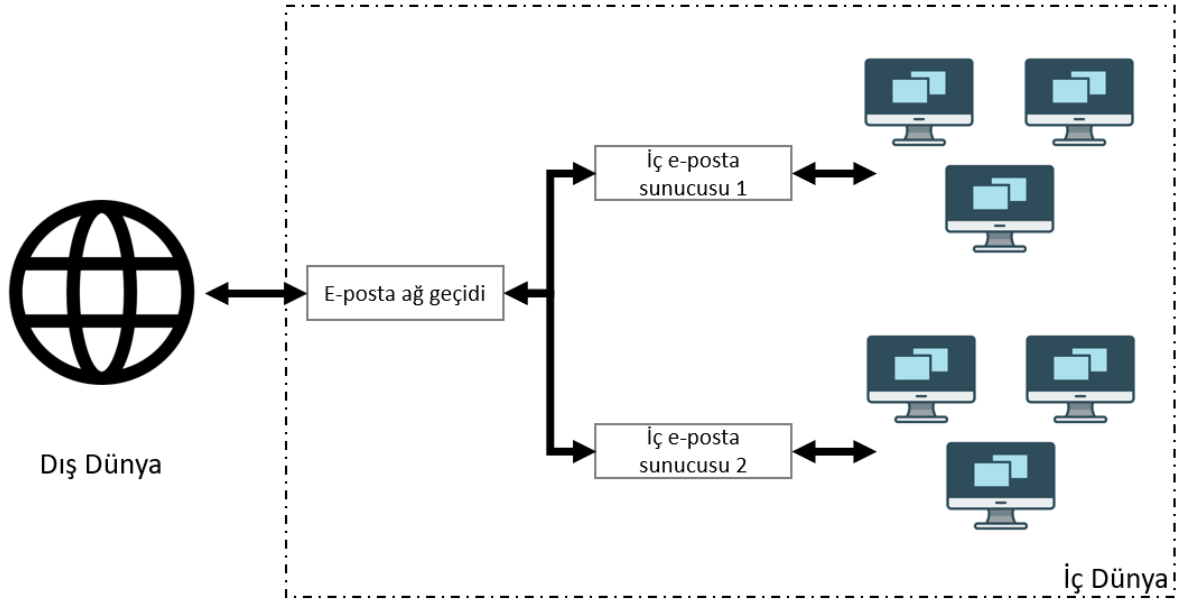 Dış Dünya
E-posta ağ geçidi
İç e-posta
sunucusu 1
İç e-posta
sunucusu 2
İç Dünya